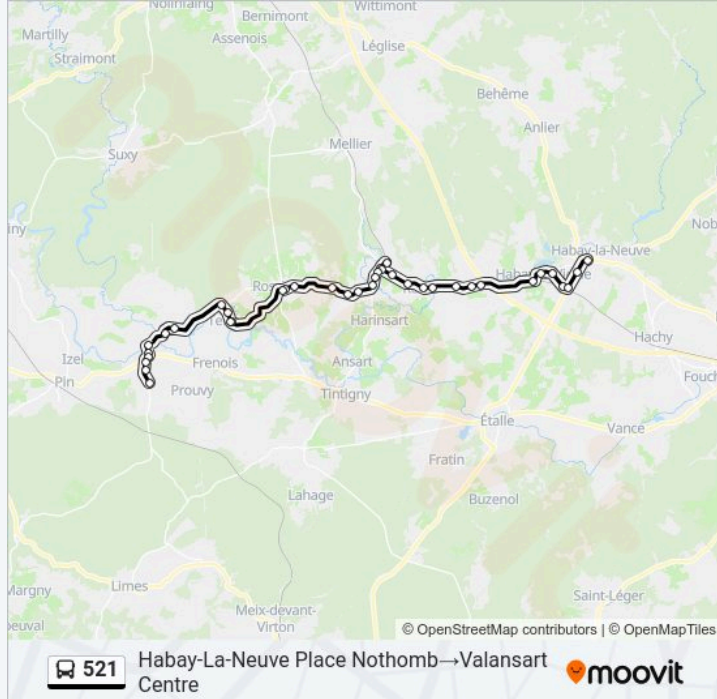 Nolinfaing
Wittimont
Bernimont
Martilly
Assenois
Straimont
Léglise
Behême
Anlier
Suxy
Mellier
Nob
Habay-la-Neuve
Ros
Harinsart
Hachy
Izel
Frenois
Ansart
Pin
Prouvy
Fouch
Tintigny
Étalle
Vance
Fratin
Buzenol
Lahage
Margny
Limes
Saint-Léger
Meix-devant-
Virton
© OpenStreetMap contributors | © OpenMapTiles
521
Habay-La-Neuve Place Nothomb→Valansart
Centre
moovit